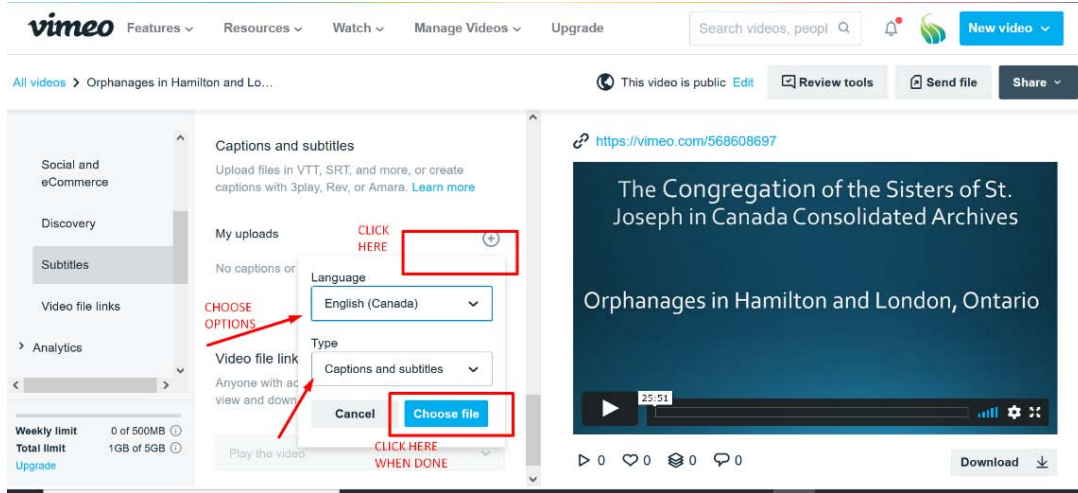 vimeo Features Resources Watch Manage Videos Upgrade Search videos, peopl New video
All videos > Orphanages in Hamilton and Lo... This video is public Edit Review tools Send file Share
Social and
eCommerce
Discovery
Subtitles
Video file links
> Analytics
Weekly limit 0 of 500MB
Total limit 1GB of 5GB
Upgrade
Captions and subtitles
Upload files in VTT, SRT, and more, or create
captions with 3play, Rev, or Amara. Learn more
My uploads
CLICK
HERE
No captions or
Language
English (Canada)
CHOOSE
OPTIONS
Type
Captions and subtitles
Video file link
Anyone with ac
view and down
Cancel Choose file
Play the video
CLICK HERE
WHEN DONE
https://vimeo.com/568608697
The Congregation of the Sisters of St.
Joseph in Canada Consolidated Archives
Orphanages in Hamilton and London, Ontario
25:51
0 0 0 0
Download